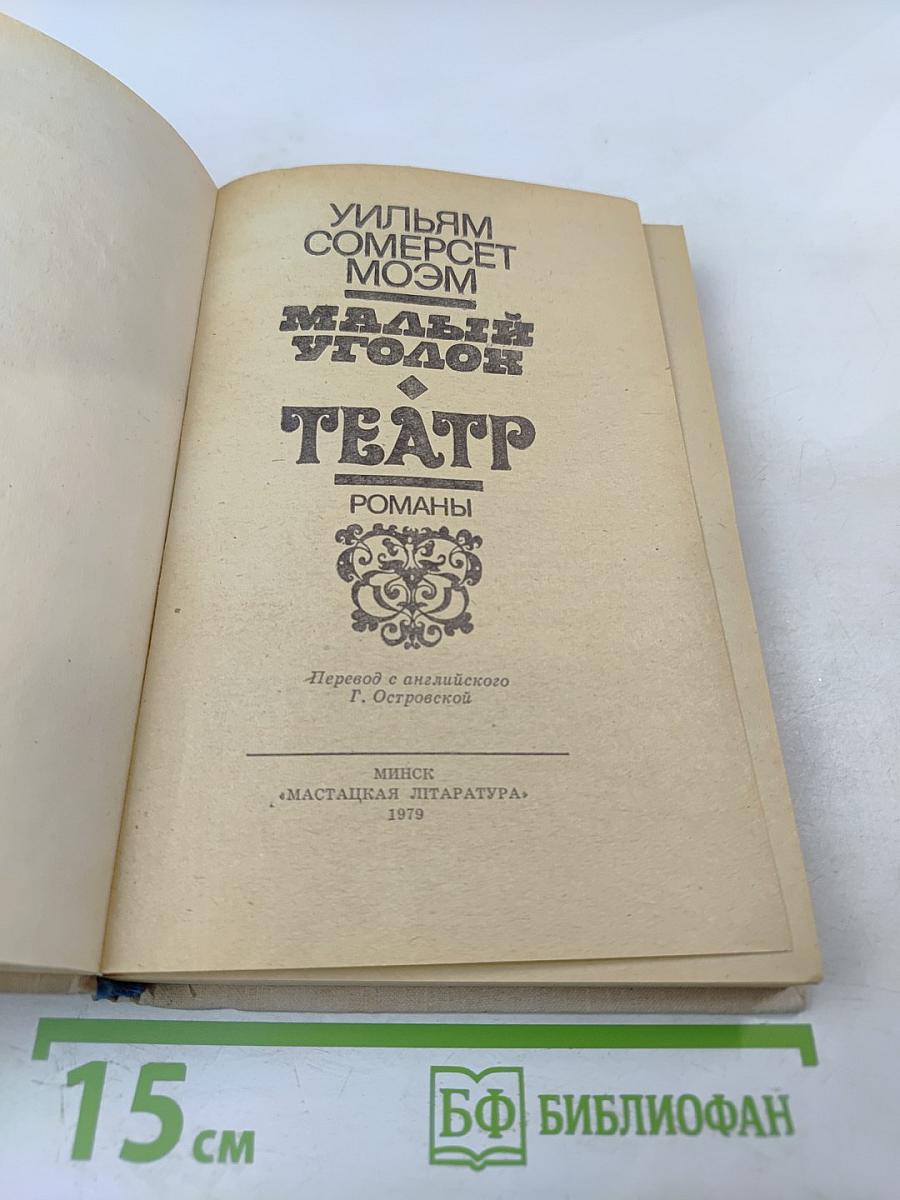 УИЛЬЯМ
СОМЕРСЕТ
МОЭМ
МАЛЫЙ
УГОЛОК
ТЕАТР
РОМАНЫ
Перевод с английского
Г. Островской
МИНСК
«МАСТАЦКАЯ ЛІТАРАТУРА»
1979
15 см
БФ БИБЛИОФАН